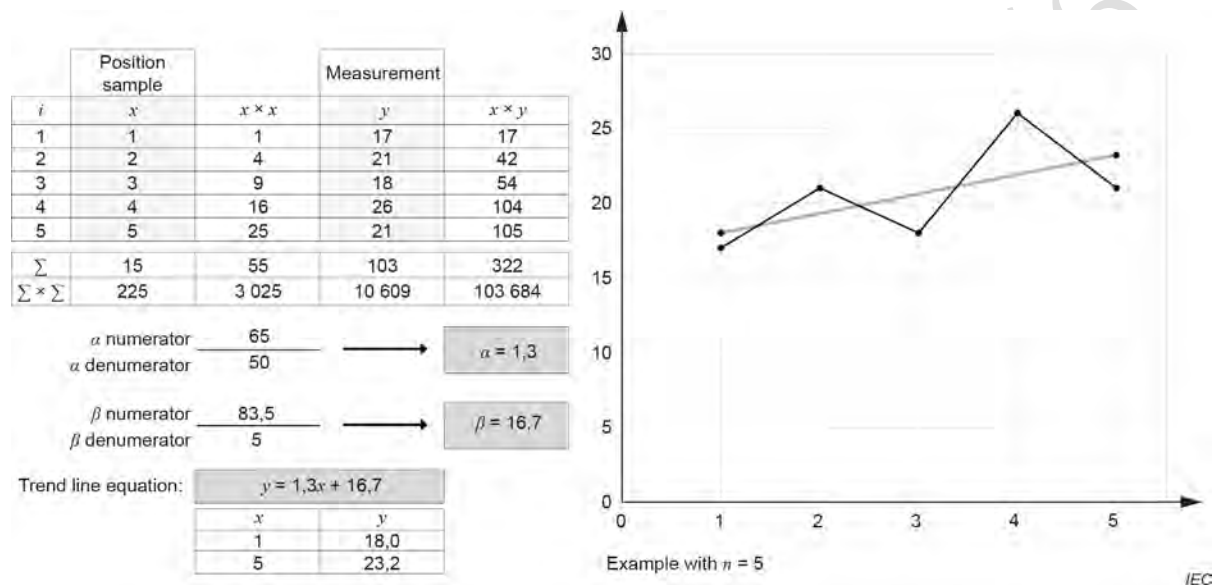 Position sample Measurement
i x x × x y x × y
1 1 1 17 17
2 2 4 21 42
3 3 9 18 54
4 4 16 26 104
5 5 25 21 105
∑ 15 55 103 322
∑ × ∑ 225 3 025 10 609 103 684
α numerator 65
α denumerator 50
α = 1,3
β numerator 83,5
β denumerator 5
β = 16,7
Trend line equation: y = 1,3x + 16,7
x y
1 18,0
5 23,2
30
25
20
15
10
5
0
0 1 2 3 4 5
Example with n = 5
IEC